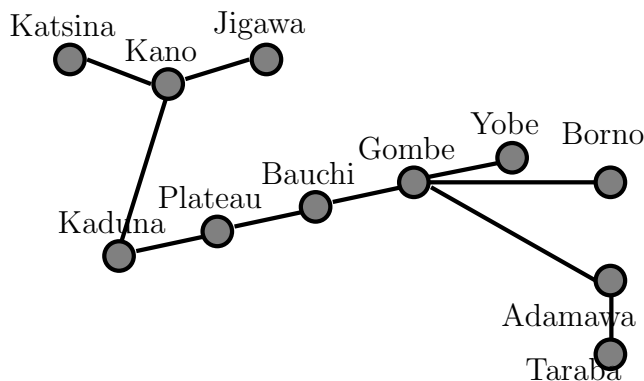 Katsina
Jigawa
Kano
Yobe
Borno
Gombe
Bauchi
Plateau
Kaduna
Adamawa
Taraba